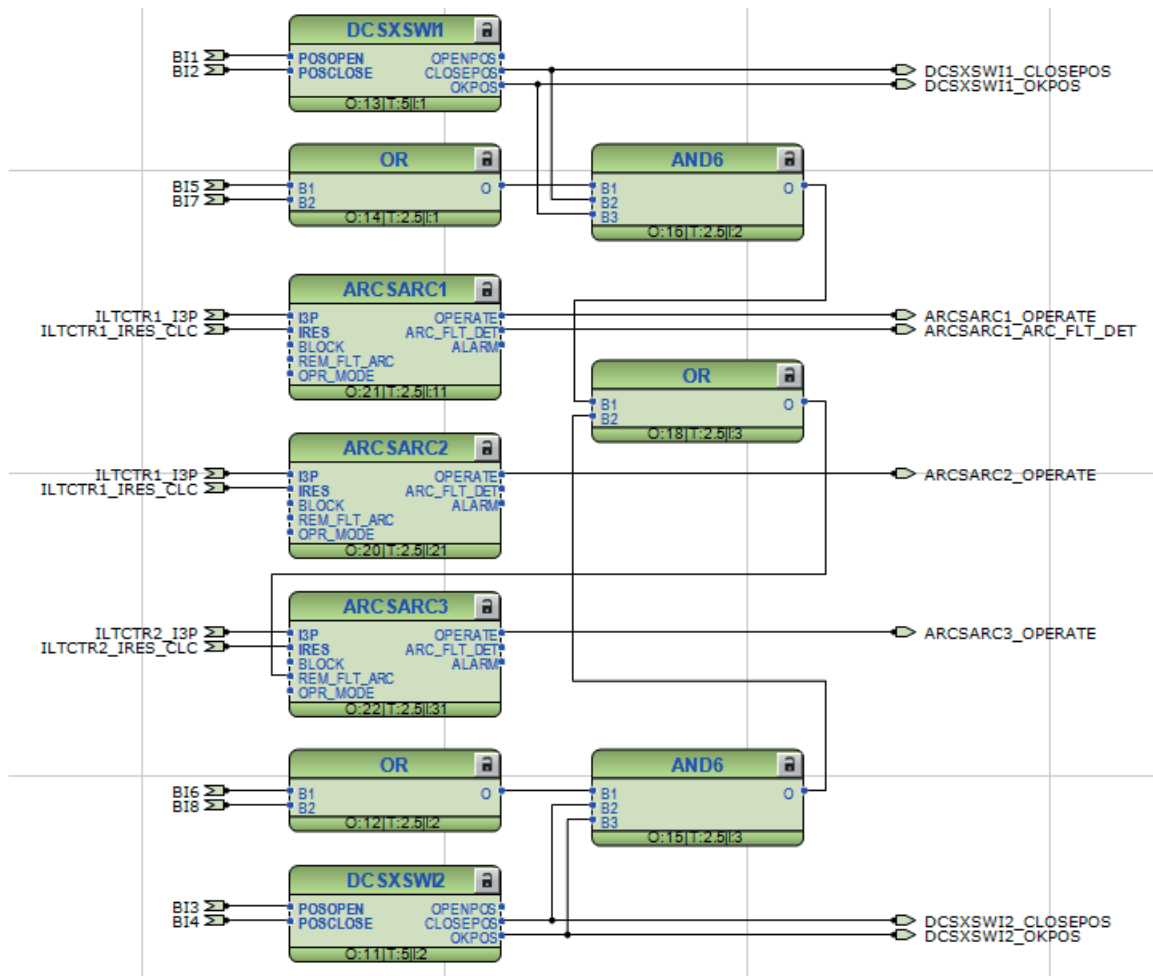 DCSXSWI1
BI1 POSOPEN OPENPOS
BI2 POSCLOSE CLOSEPOS DCSXSWI1_CLOSEPOS
OKPOS DCSXSWI1_OKPOS
O:13|T:5|I:1
OR AND6
BI5 B1 O B1 O
BI7 B2 B2
B3
O:14|T:2.5|I:1
O:16|T:2.5|I:2
ARCSARC1
ILTCTR1_I3P I3P OPERATE ARCSARC1_OPERATE
ILTCTR1_IRES_CLC IRES ARC_FLT_DET ARCSARC1_ARC_FLT_DET
BLOCK ALARM
REM_FLT_ARC
OPR_MODE
O:21|T:2.5|I:11
OR
B1 O
B2
O:18|T:2.5|I:3
ARCSARC2
ILTCTR1_I3P I3P OPERATE ARCSARC2_OPERATE
ILTCTR1_IRES_CLC IRES ARC_FLT_DET
BLOCK ALARM
REM_FLT_ARC
OPR_MODE
O:20|T:2.5|I:21
ARCSARC3
ILTCTR2_I3P I3P OPERATE ARCSARC3_OPERATE
ILTCTR2_IRES_CLC IRES ARC_FLT_DET
BLOCK ALARM
REM_FLT_ARC
OPR_MODE
O:22|T:2.5|I:31
OR AND6
BI6 B1 O B1 O
BI8 B2 B2
B3
O:12|T:2.5|I:2
O:15|T:2.5|I:3
DCSXSWI2
BI3 POSOPEN OPENPOS
BI4 POSCLOSE CLOSEPOS DCSXSWI2_CLOSEPOS
OKPOS DCSXSWI2_OKPOS
O:11|T:5|I:2